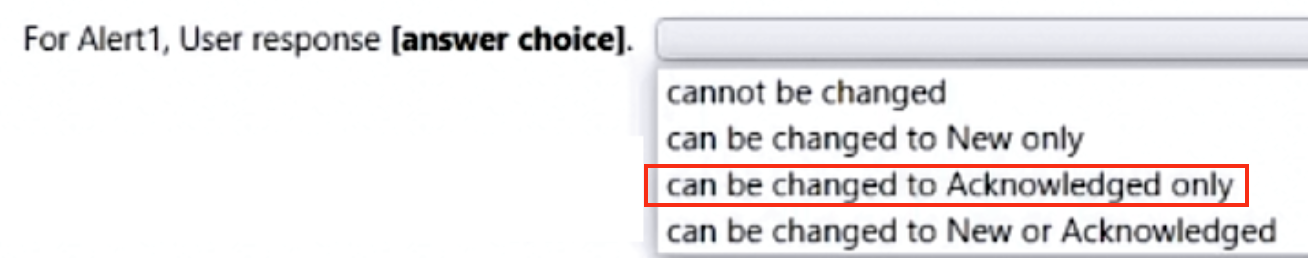 For Alert1, User response [answer choice].
cannot be changed
can be changed to New only
can be changed to Acknowledged only
can be changed to New or Acknowledged